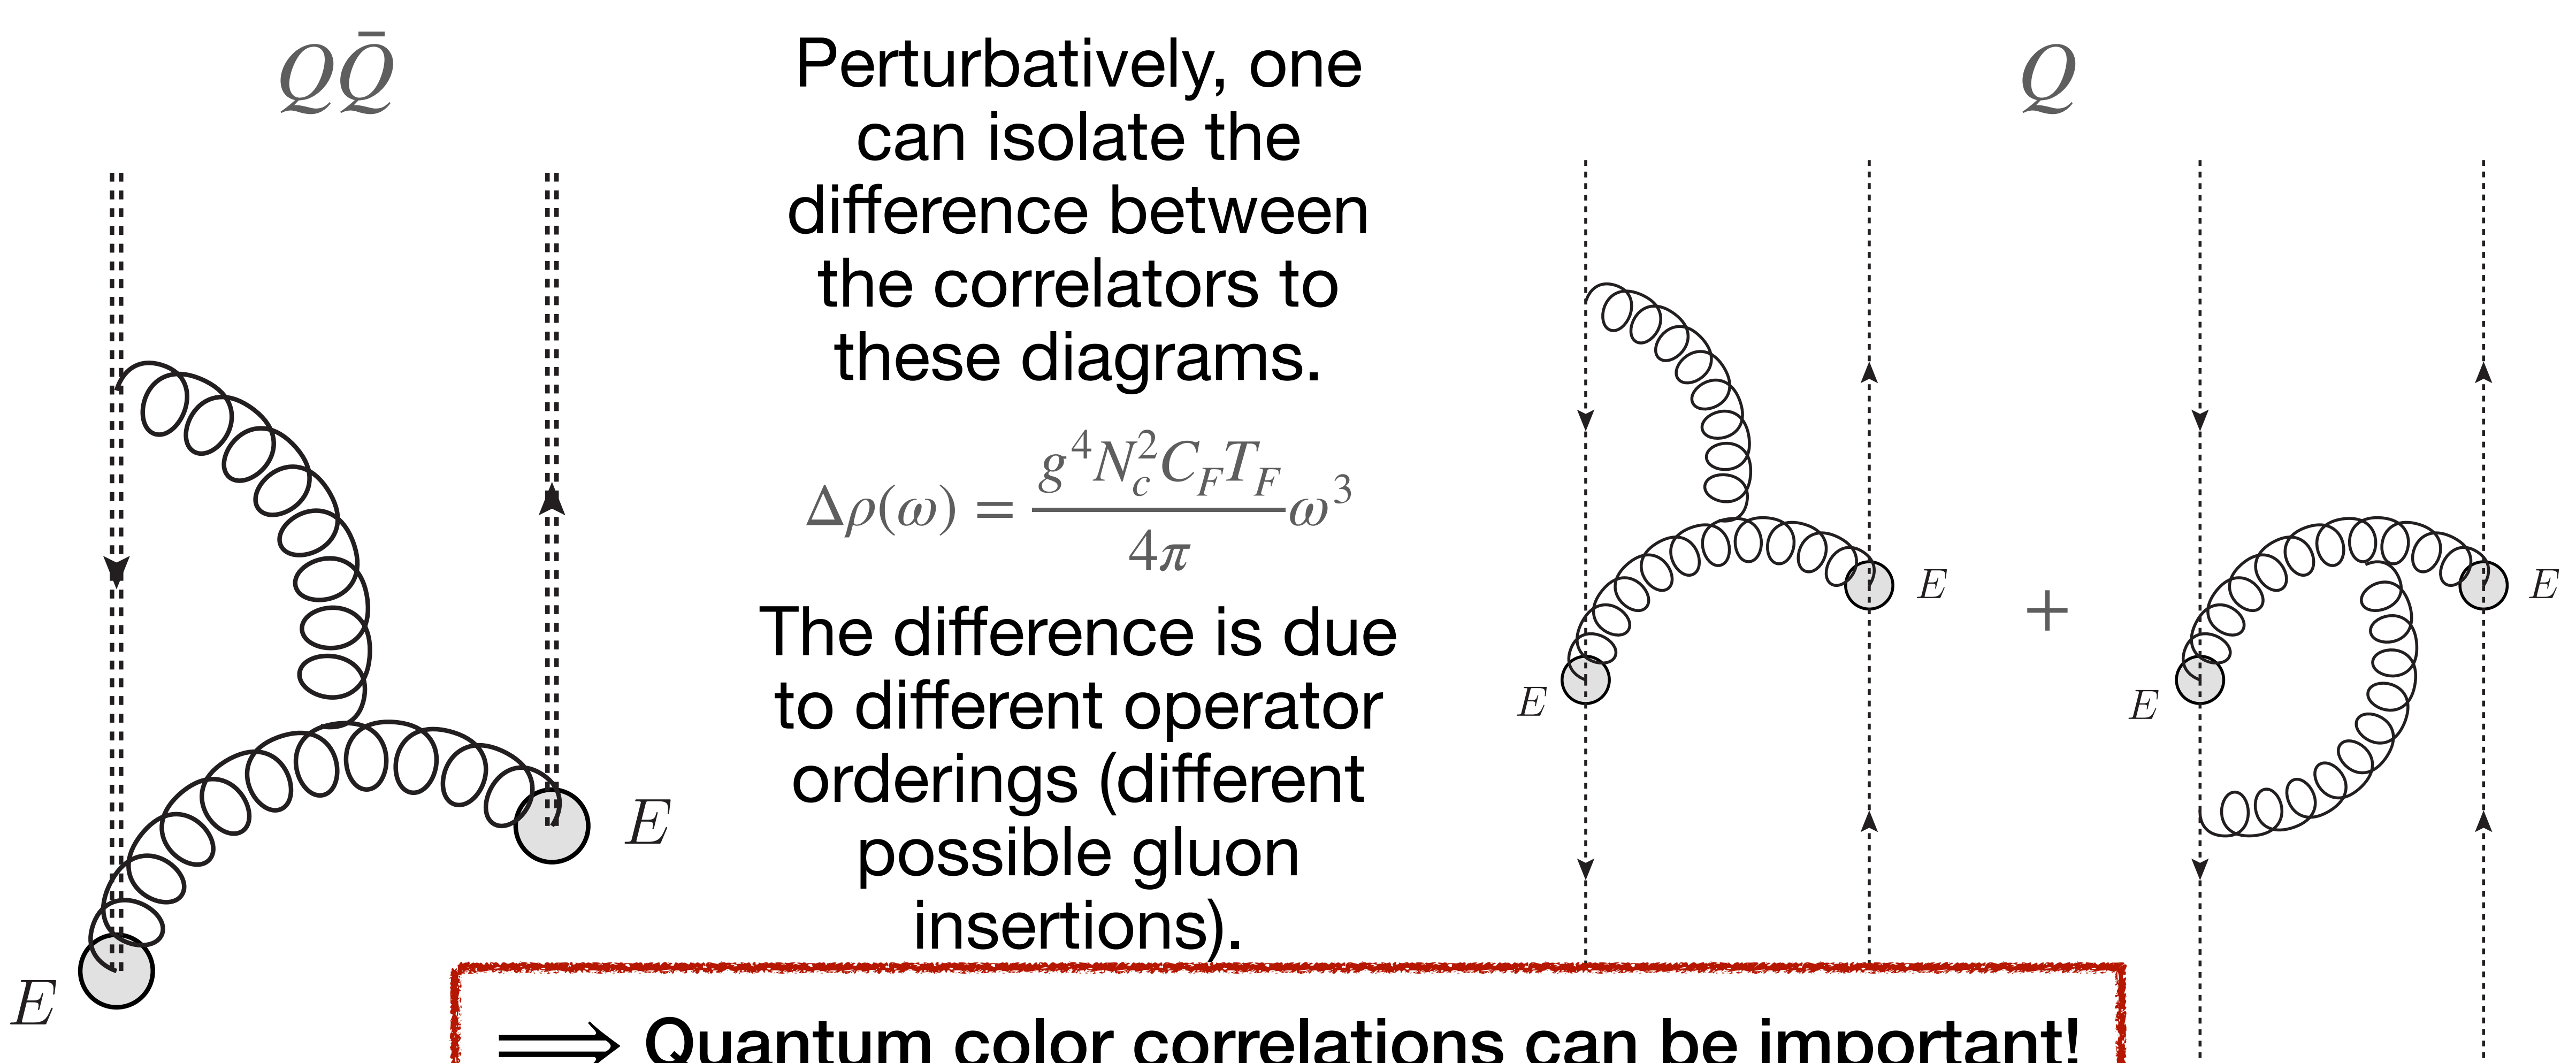 QQ̄
E
E
Perturbatively, one
can isolate the
difference between
the correlators to
these diagrams.
Δρ(ω) = g⁴N_c²C_FT_F / 4π ω³
The difference is due
to different operator
orderings (different
possible gluon
insertions).
Q
E
E
+
E
E
⟹ Quantum color correlations can be important!